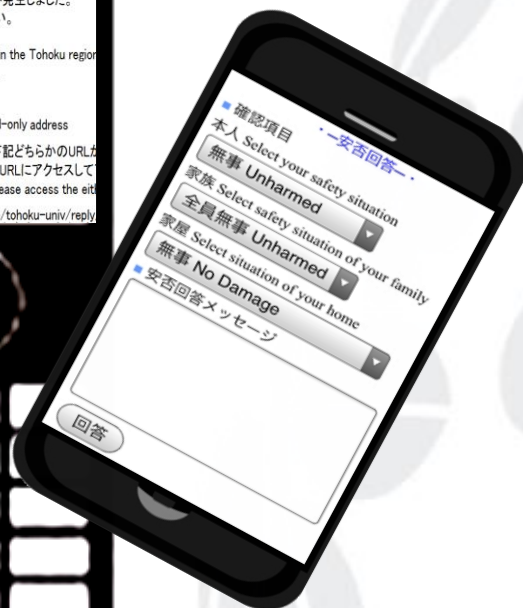 発生しました。
い。
n the Tohoku region
-only address
記どちらかのURLが
URLにアクセスして
ease access the eith
/tohoku-univ/reply
-安否回答-
確認項目
本人 Select your safety situation
無事 Unharmed
家族 Select safety situation of your family
全員無事 Unharmed
家屋 Select situation of your home
無事 No Damage
安否回答メッセージ
回答